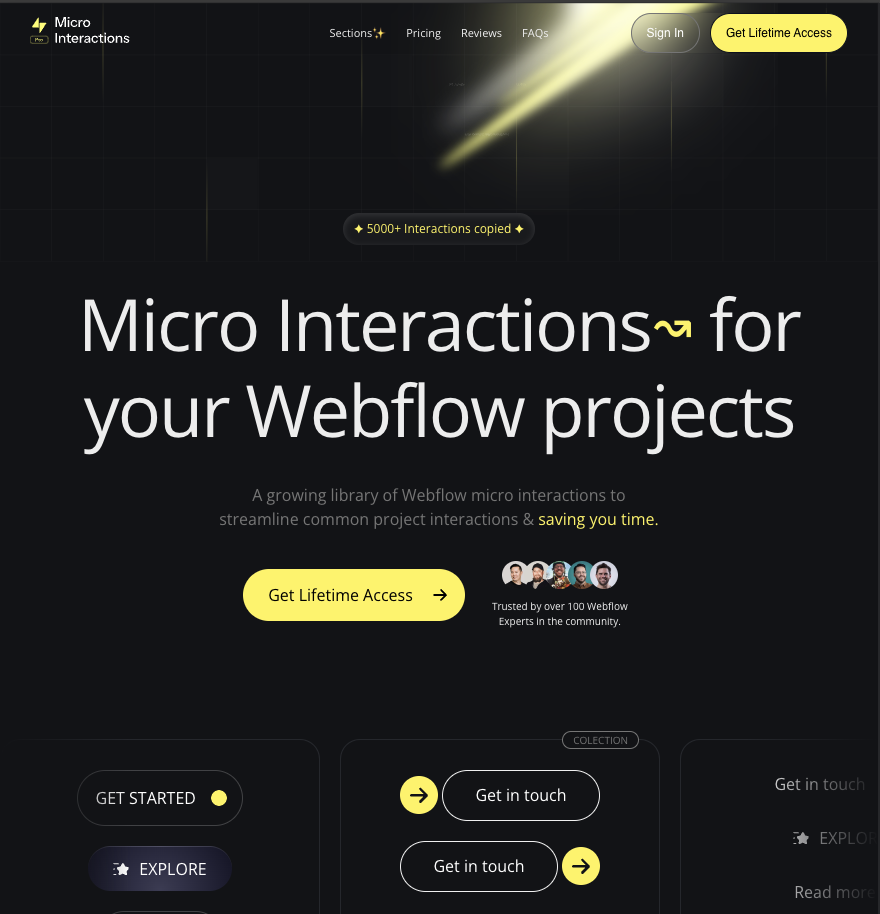 Micro
Interactions
Sections✨ Pricing Reviews FAQs
Sign In
Get Lifetime Access
✦ 5000+ Interactions copied ✦
Micro Interactions↝ for
your Webflow projects
A growing library of Webflow micro interactions to
streamline common project interactions & saving you time.
Get Lifetime Access →
Trusted by over 100 Webflow
Experts in the community.
COLECTION
GET STARTED
EXPLORE
Get in touch
Get in touch
Get in touch
EXPLOR
Read more